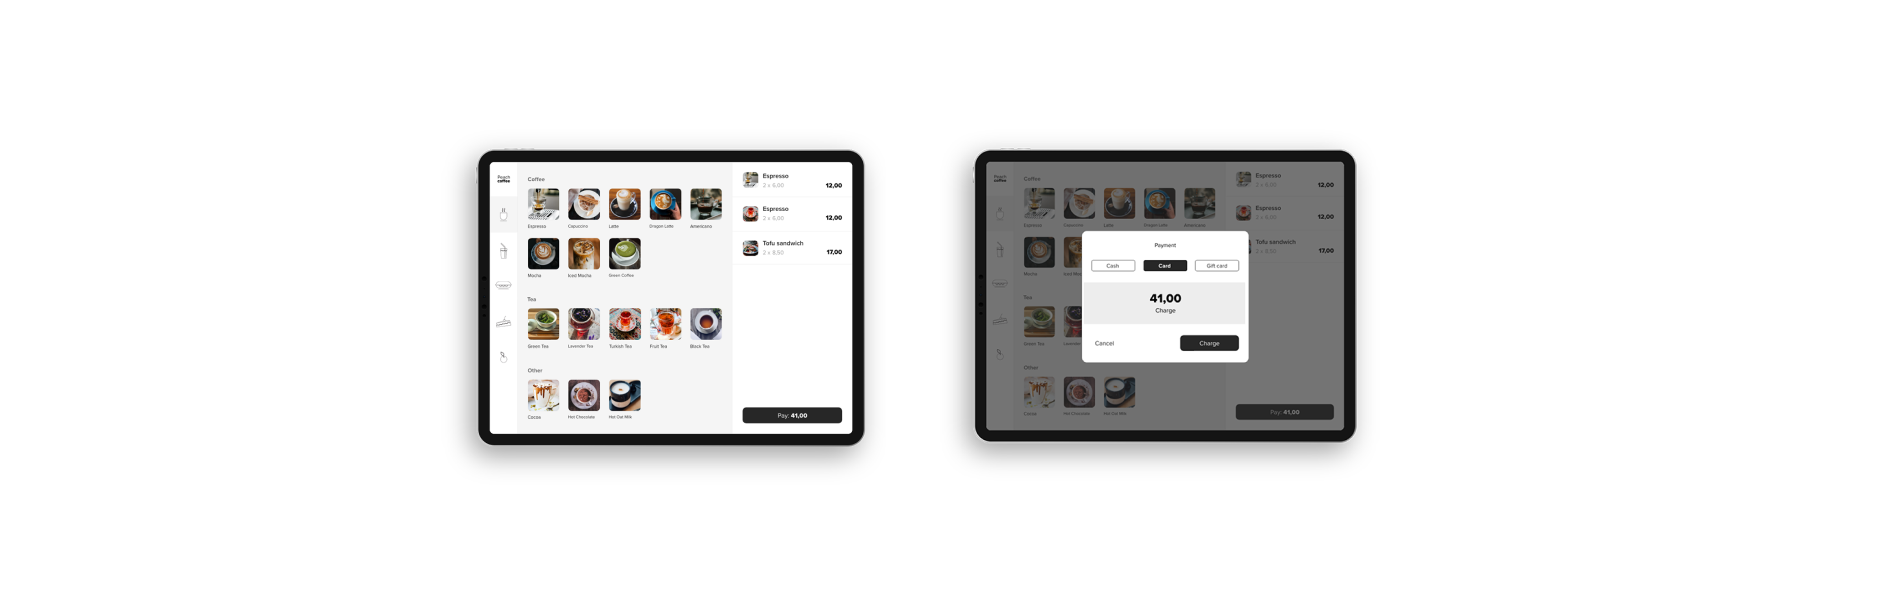 Peach
coffee
Coffee
Espresso
Capuccino
Latte
Dragon Latte
Americano
Mocha
Iced Mocha
Green Coffee
Tea
Green Tea
Lavender Tea
Turkish Tea
Fruit Tea
Black Tea
Other
Cocoa
Hot Chocolate
Hot Oat Milk
Espresso
2 x 6,00
12,00
Espresso
2 x 6,00
12,00
Tofu sandwich
2 x 8,50
17,00
Pay: 41,00
Peach
coffee
Coffee
Espresso
Capuccino
Latte
Dragon Latte
Americano
Mocha
Iced
Tea
Green Tea
Lavender
Other
Cocoa
Hot Chocolate
Hot Oat Milk
Espresso
2 x 6,00
12,00
Espresso
2 x 6,00
12,00
Tofu sandwich
2 x 8,50
17,00
Pay: 41,00
Payment
Cash
Card
Gift card
41,00
Charge
Cancel
Charge